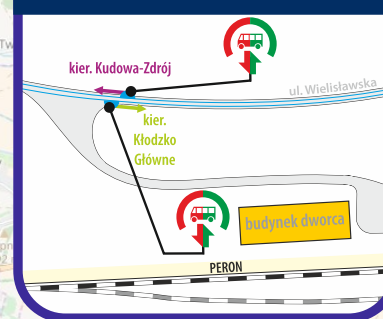 kier. Kudowa-Zdrój
ul. Wielisławska
kier.
Kłodzko
Główne
budynek dworca
PERON